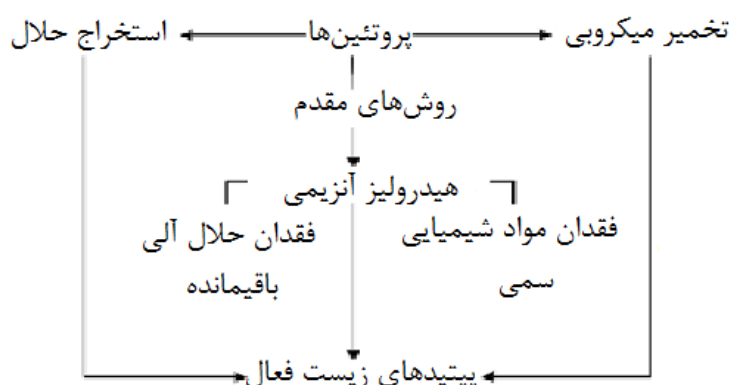 تخمیر میکروبی
پروتئین‌ها
استخراج حلال
روش‌های مقدم
هیدرولیز آنزیمی
فقدان مواد شیمیایی
سمی
فقدان حلال آلی
باقیمانده
پپتیدهای زیست فعال